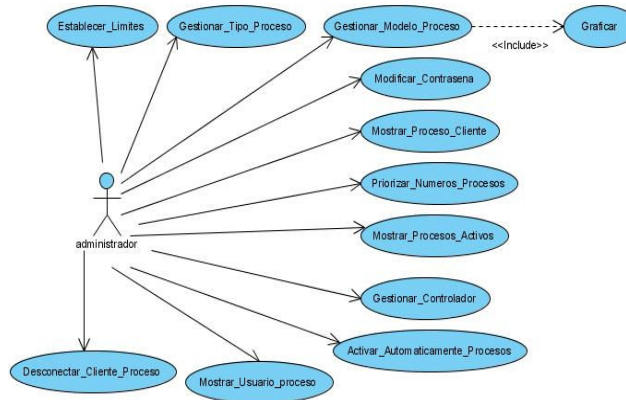 Establecer_Limites
Gestionar_Tipo_Proceso
Gestionar_Modelo_Proceso
Graficar
<<Include>>
Modificar_Contrasena
Mostrar_Proceso_Cliente
Priorizar_Numeros_Procesos
administrador
Mostrar_Procesos_Activos
Gestionar_Controlador
Activar_Automaticamente_Procesos
Desconectar_Cliente_Proceso
Mostrar_Usuario_proceso